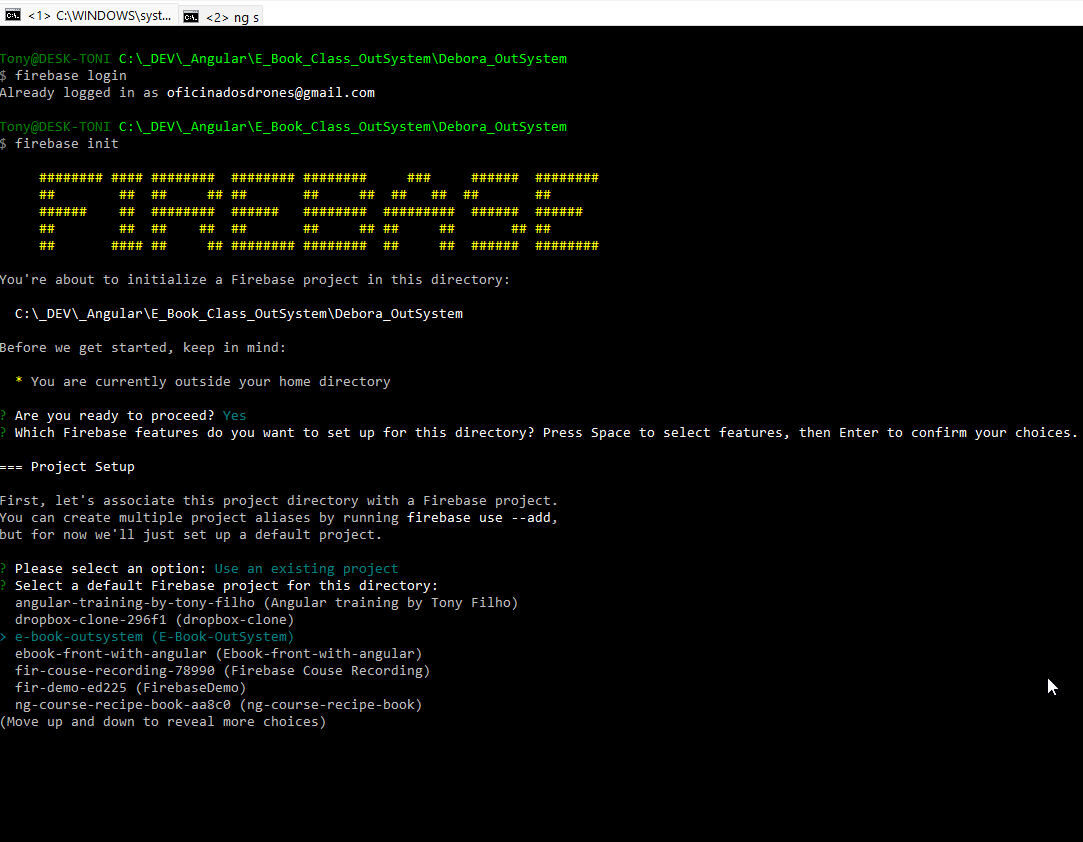 <1> C:\WINDOWS\syst... <2> ng s
Tony@DESK-TONI C:\_DEV\_Angular\E_Book_Class_OutSystem\Debora_OutSystem
$ firebase login
Already logged in as oficinadosdrones@gmail.com
Tony@DESK-TONI C:\_DEV\_Angular\E_Book_Class_OutSystem\Debora_OutSystem
$ firebase init
######## #### ########  ######## ########     ###     ######  ########
##        ##  ##     ## ##       ##     ##  ##   ##  ##       ##
######    ##  ########  ######   ########  #########  ######  ######
##        ##  ##    ##  ##       ##     ## ##     ##       ## ##
##       #### ##     ## ######## ########  ##     ##  ######  ########
You're about to initialize a Firebase project in this directory:
C:\_DEV\_Angular\E_Book_Class_OutSystem\Debora_OutSystem
Before we get started, keep in mind:
* You are currently outside your home directory
? Are you ready to proceed? Yes
? Which Firebase features do you want to set up for this directory? Press Space to select features, then Enter to confirm your choices.
=== Project Setup
First, let's associate this project directory with a Firebase project.
You can create multiple project aliases by running firebase use --add,
but for now we'll just set up a default project.
? Please select an option: Use an existing project
? Select a default Firebase project for this directory:
angular-training-by-tony-filho (Angular training by Tony Filho)
dropbox-clone-296f1 (dropbox-clone)
> e-book-outsystem (E-Book-OutSystem)
ebook-front-with-angular (Ebook-front-with-angular)
fir-couse-recording-78990 (Firebase Couse Recording)
fir-demo-ed225 (FirebaseDemo)
ng-course-recipe-book-aa8c0 (ng-course-recipe-book)
(Move up and down to reveal more choices)